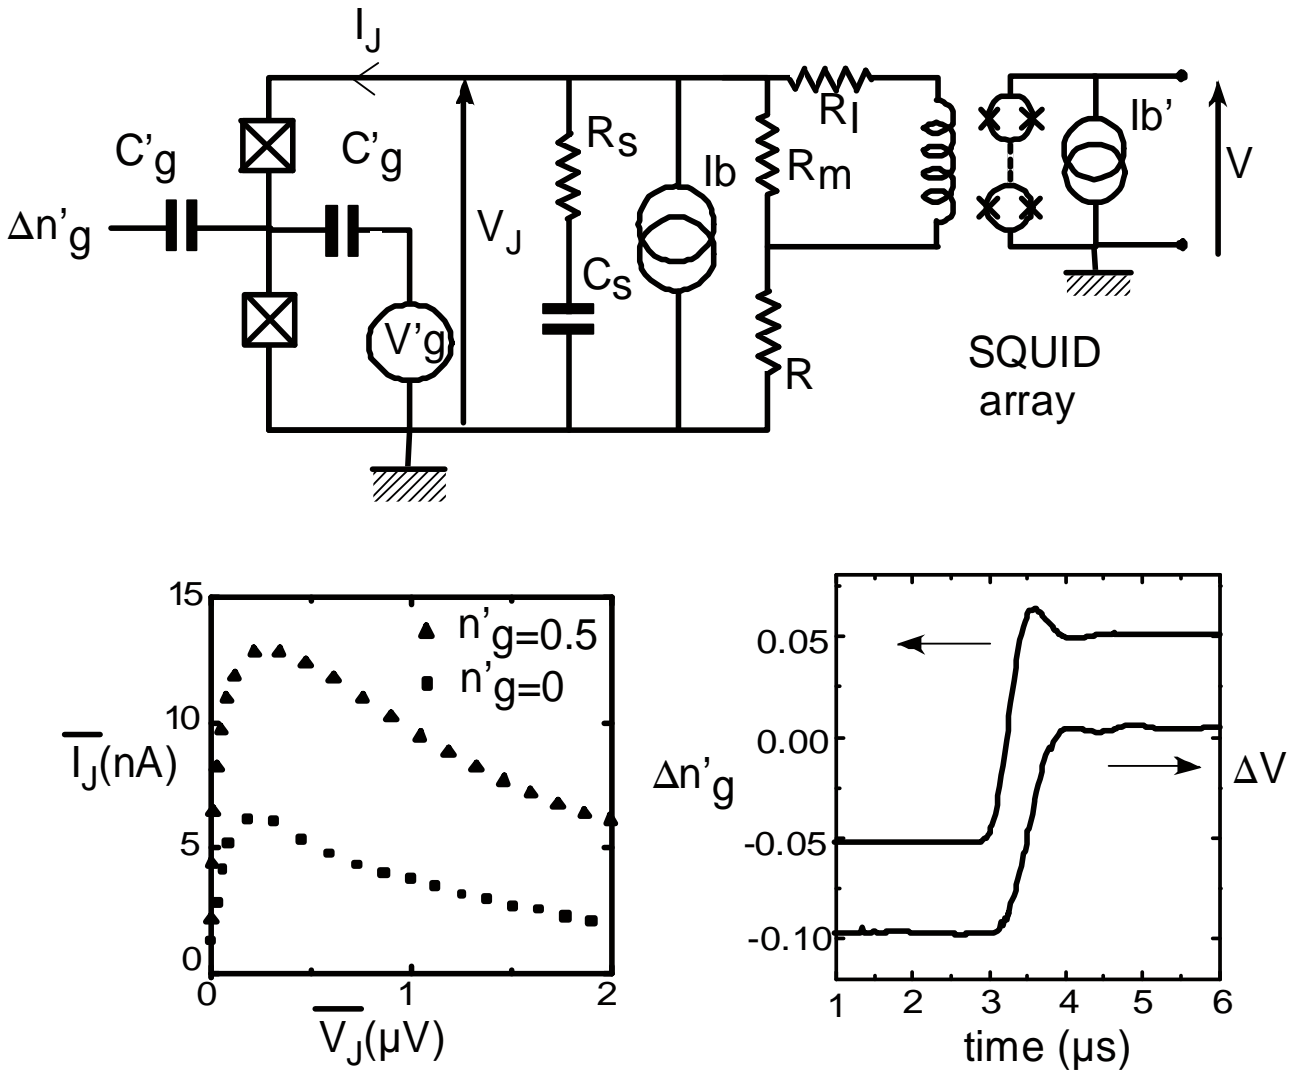 I_J
C'g
C'g
Δn'g
V'g
V_J
R_s
C_s
Ib
R_m
R
R_l
Ib'
V
SQUID
array
15
10
5
0
0
1
2
I_J(nA)
V_J(µV)
n'g=0.5
n'g=0
0.05
0.00
-0.05
-0.10
Δn'g
ΔV
1 2 3 4 5 6
time (µs)